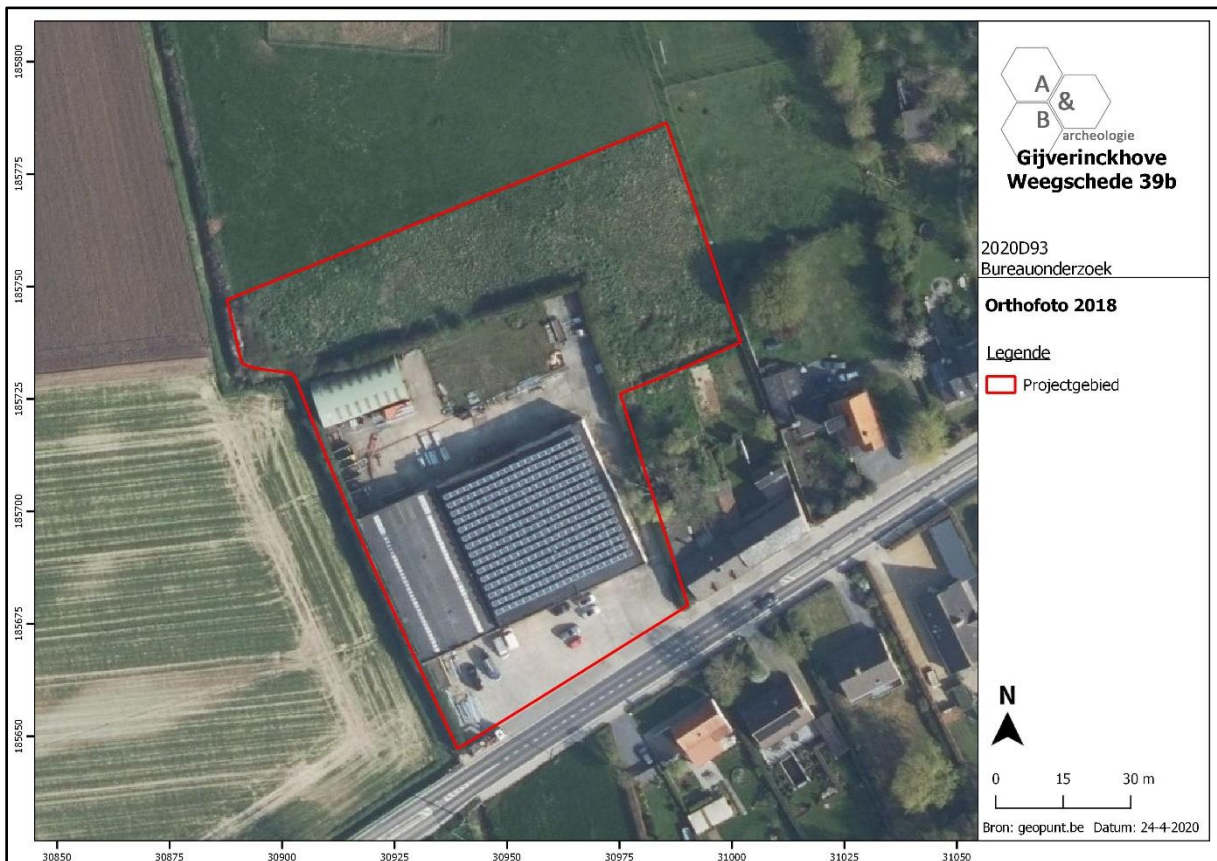 A
&
B
archeologie
Gijverinckhove
Weegschede 39b
2020D93
Bureauonderzoek
Orthofoto 2018
Legende
Projectgebied
N
0 15 30 m
Bron: geopunt.be Datum: 24-4-2020
185800
185775
185750
185725
185700
185675
185650
30850 30875 30900 30925 30950 30975 31000 31025 31050